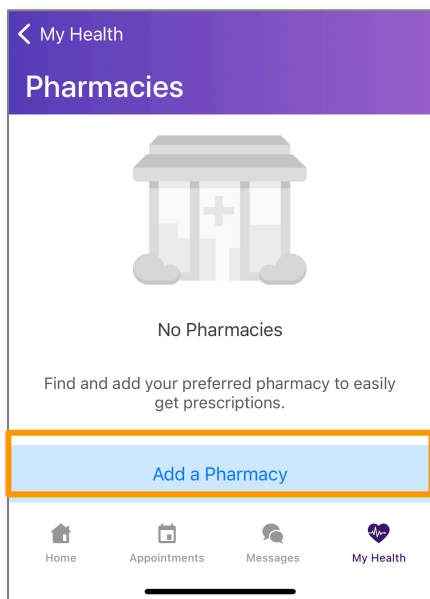 My Health
Pharmacies
No Pharmacies
Find and add your preferred pharmacy to easily
get prescriptions.
Add a Pharmacy
Home
Appointments
Messages
My Health